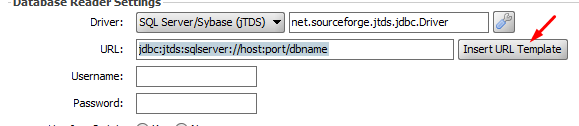 Database Reader Settings
Driver: SQL Server/Sybase (jTDS) net.sourceforge.jtds.jdbc.Driver
URL: jdbc:jtds:sqlserver://host:port/dbname Insert URL Template
Username:
Password: